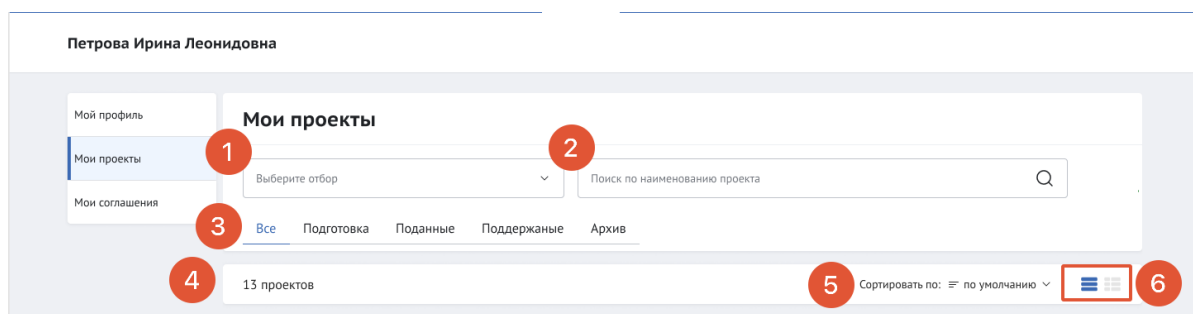 Петрова Ирина Леонидовна
Мой профиль
Мои проекты
Мои соглашения
Мои проекты
1
2
Выберите отбор
Поиск по наименованию проекта
3
Все Подготовка Поданные Поддержаные Архив
4
13 проектов
5
Сортировать по: по умолчанию
6